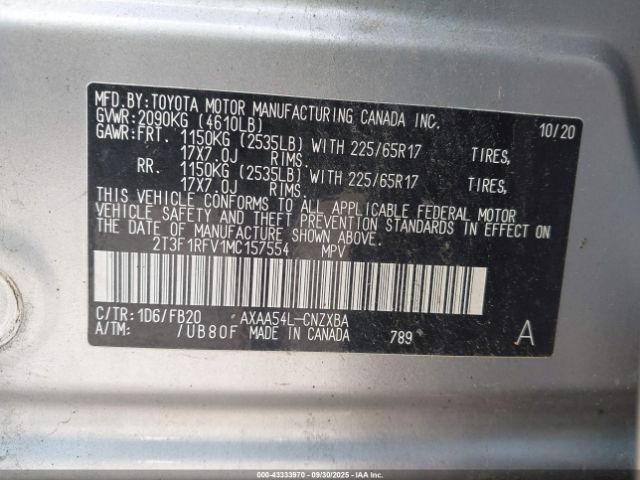 MFD. BY:TOYOTA MOTOR MANUFACTURING CANADA INC.
GVWR:2090KG (4610LB) 10/20
GAWR:FRT. 1150KG (2535LB) WITH 225/65R17 TIRES,
17X7.0J RIMS.
RR. 1150KG (2535LB) WITH 225/65R17 TIRES,
17X7.0J RIMS.
THIS VEHICLE CONFORMS TO ALL APPLICABLE FEDERAL MOTOR
VEHICLE SAFETY AND THEFT PREVENTION STANDARDS IN EFFECT ON
THE DATE OF MANUFACTURE SHOWN ABOVE.
2T3F1RFV1MC157554 MPV
C/TR: 1D6/FB20 AXAA54L-CNZXBA
A/TM: /UB80F MADE IN CANADA 789 A
000-43333970 • 09/30/2025 • IAA Inc.